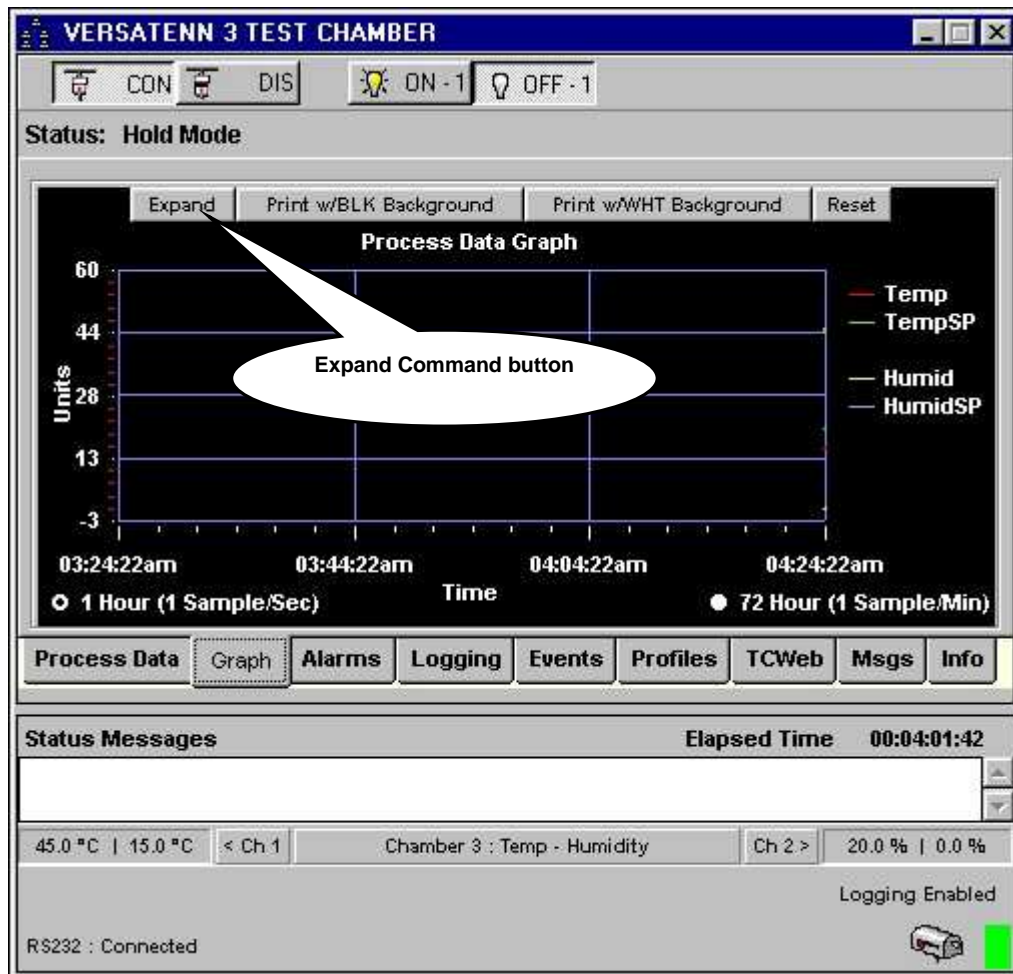 VERSATENN 3 TEST CHAMBER
CON DIS ON - 1 OFF - 1
Status: Hold Mode
Expand Print w/BLK Background Print w/WHT Background Reset
Process Data Graph
60
44
28
13
-3
Units
Expand Command button
Temp
TempSP
Humid
HumidSP
03:24:22am 03:44:22am 04:04:22am 04:24:22am
Time
1 Hour (1 Sample/Sec) 72 Hour (1 Sample/Min)
Process Data Graph Alarms Logging Events Profiles TCWeb Msgs Info
Status Messages Elapsed Time 00:04:01:42
45.0 °C | 15.0 °C < Ch 1 Chamber 3 : Temp - Humidity Ch 2 > 20.0 % | 0.0 %
Logging Enabled
RS232 : Connected